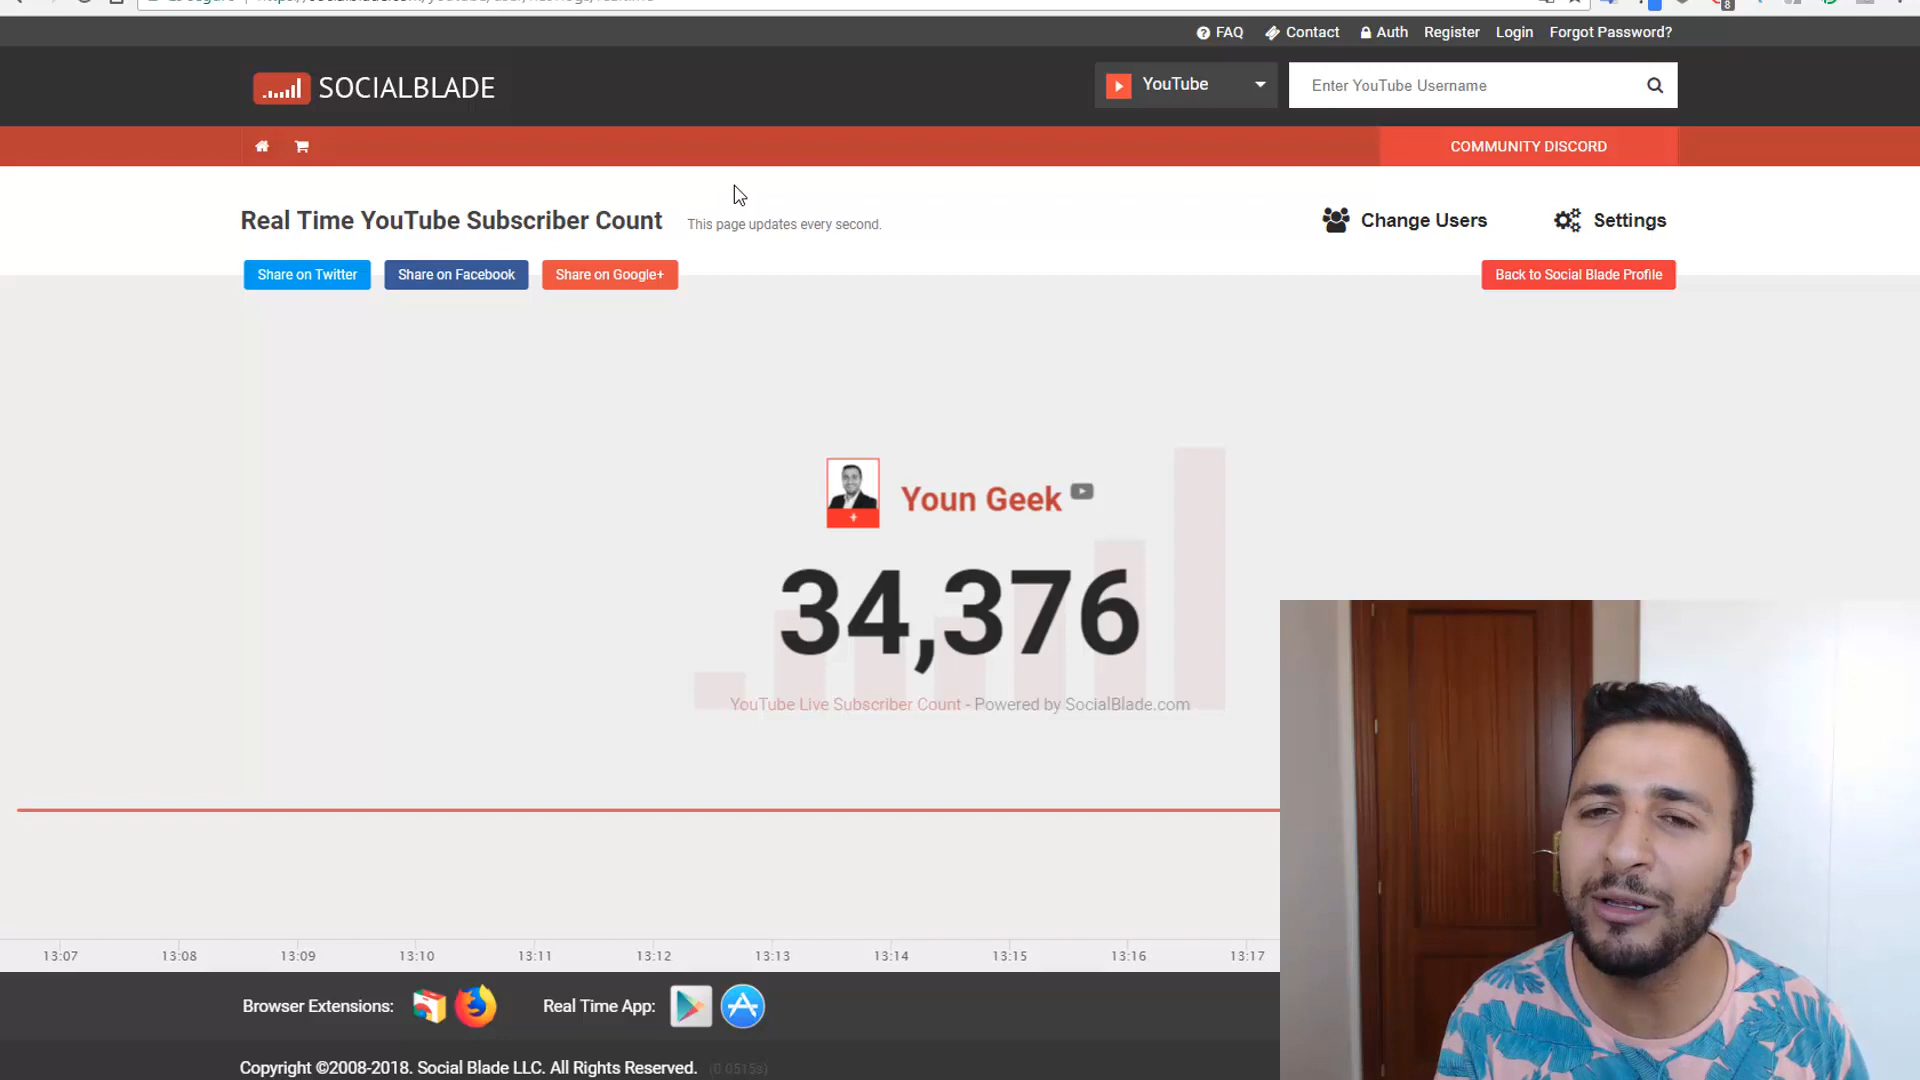 FAQ Contact Auth Register Login Forgot Password?
SOCIALBLADE
YouTube
Enter YouTube Username
COMMUNITY DISCORD
Real Time YouTube Subscriber Count
This page updates every second.
Change Users
Settings
Share on Twitter
Share on Facebook
Share on Google+
Back to Social Blade Profile
Youn Geek
34,376
YouTube Live Subscriber Count - Powered by SocialBlade.com
13:07 13:08 13:09 13:10 13:11 13:12 13:13 13:14 13:15 13:16 13:17
Browser Extensions:
Real Time App:
Copyright ©2008-2018. Social Blade LLC. All Rights Reserved. (0.0515s)